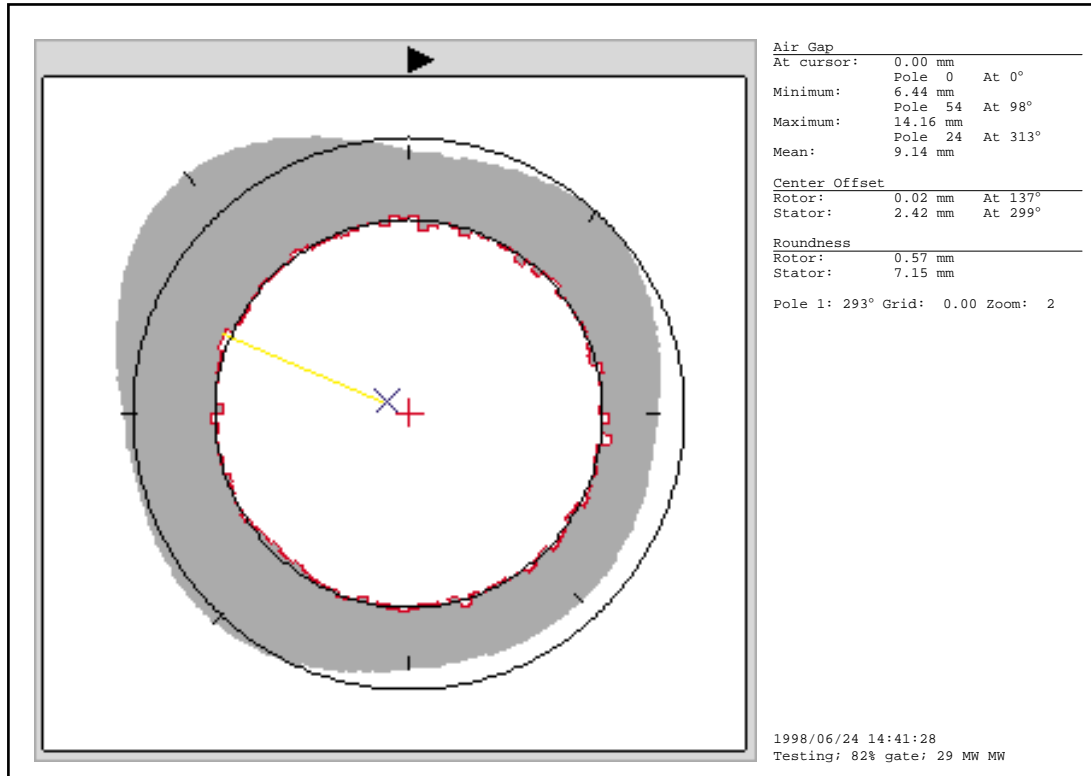 Air Gap
At cursor: 0.00 mm
Pole 0 At 0°
Minimum: 6.44 mm
Pole 54 At 98°
Maximum: 14.16 mm
Pole 24 At 313°
Mean: 9.14 mm
Center Offset
Rotor: 0.02 mm At 137°
Stator: 2.42 mm At 299°
Roundness
Rotor: 0.57 mm
Stator: 7.15 mm
Pole 1: 293° Grid: 0.00 Zoom: 2
1998/06/24 14:41:28
Testing; 82% gate; 29 MW MW